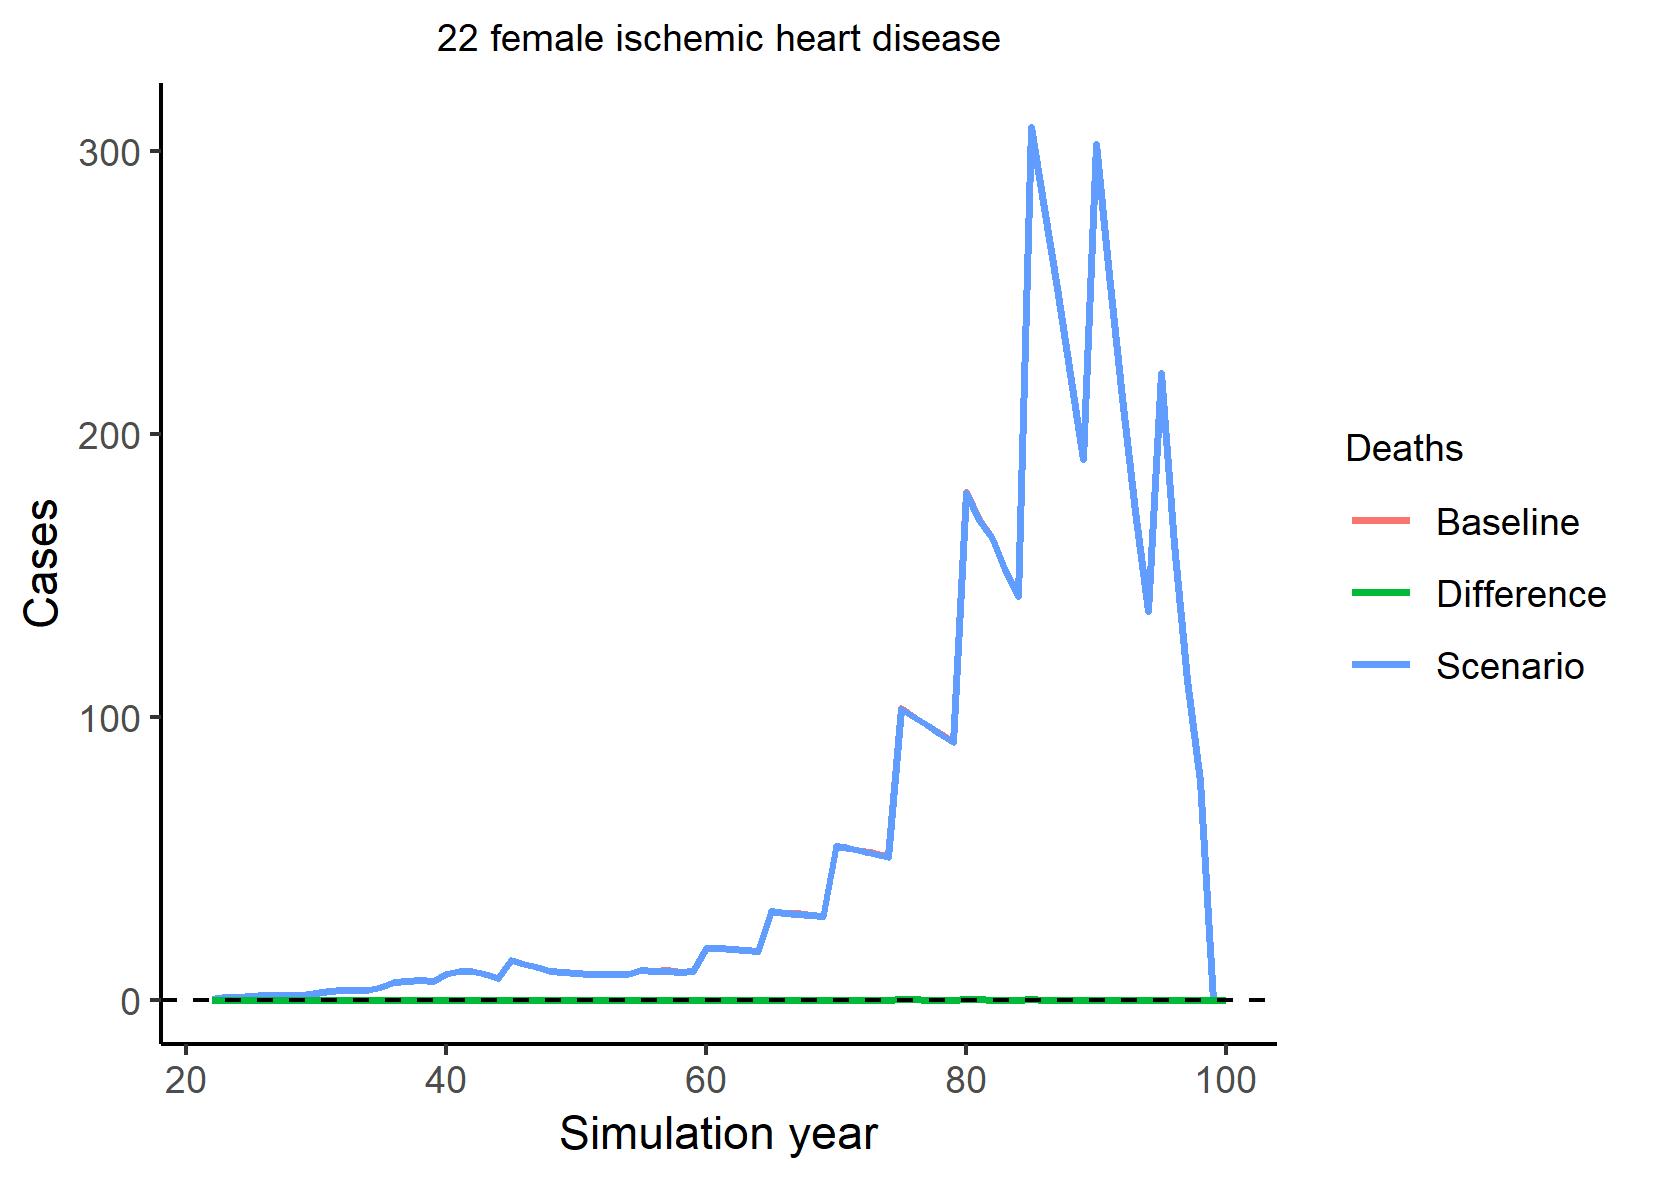 22 female ischemic heart disease
300
200
100
0
Cases
20 40 60 80 100
Simulation year
Deaths
Baseline
Difference
Scenario